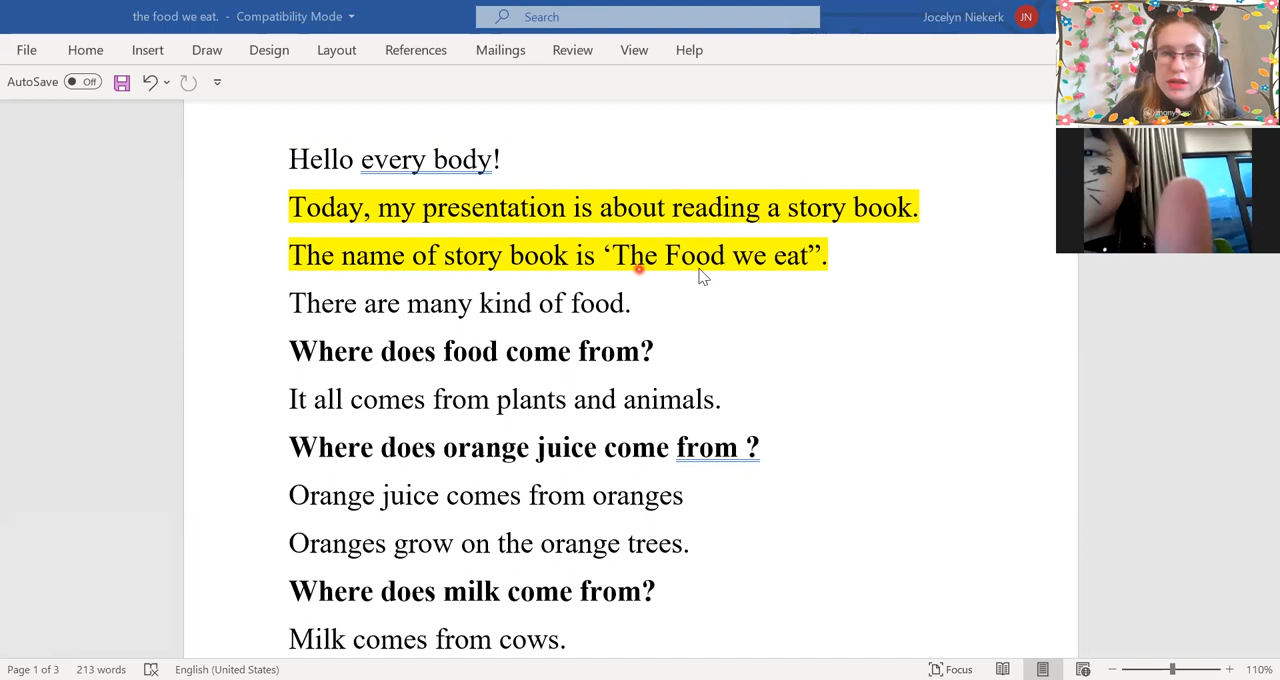 the food we eat. - Compatibility Mode
Search
Jocelyn Niekerk JN
File Home Insert Draw Design Layout References Mailings Review View Help
AutoSave Off
Hello every body!
Today, my presentation is about reading a story book.
The name of story book is ‘The Food we eat”.
There are many kind of food.
Where does food come from?
It all comes from plants and animals.
Where does orange juice come from ?
Orange juice comes from oranges
Oranges grow on the orange trees.
Where does milk come from?
Milk comes from cows.
Page 1 of 3 213 words English (United States) Focus 110%